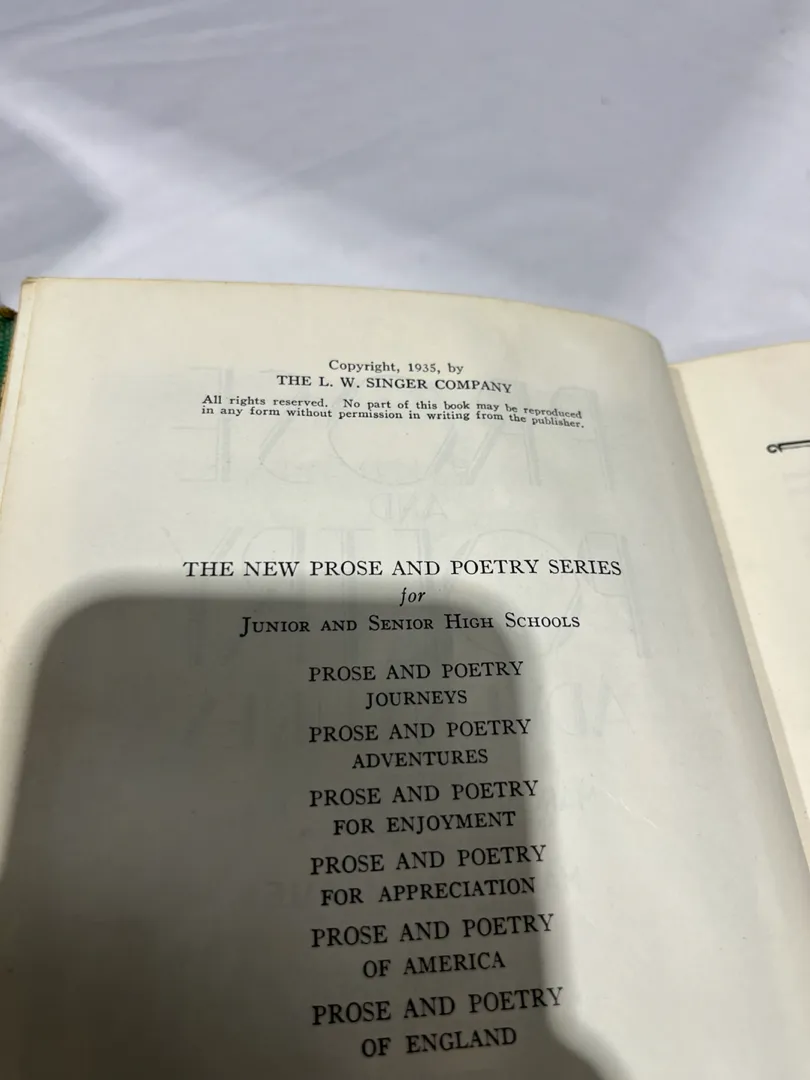 Copyright, 1935, by
THE L. W. SINGER COMPANY
All rights reserved. No part of this book may be reproduced
in any form without permission in writing from the publisher.
THE NEW PROSE AND POETRY SERIES
for
JUNIOR AND SENIOR HIGH SCHOOLS
PROSE AND POETRY
JOURNEYS
PROSE AND POETRY
ADVENTURES
PROSE AND POETRY
FOR ENJOYMENT
PROSE AND POETRY
FOR APPRECIATION
PROSE AND POETRY
OF AMERICA
PROSE AND POETRY
OF ENGLAND